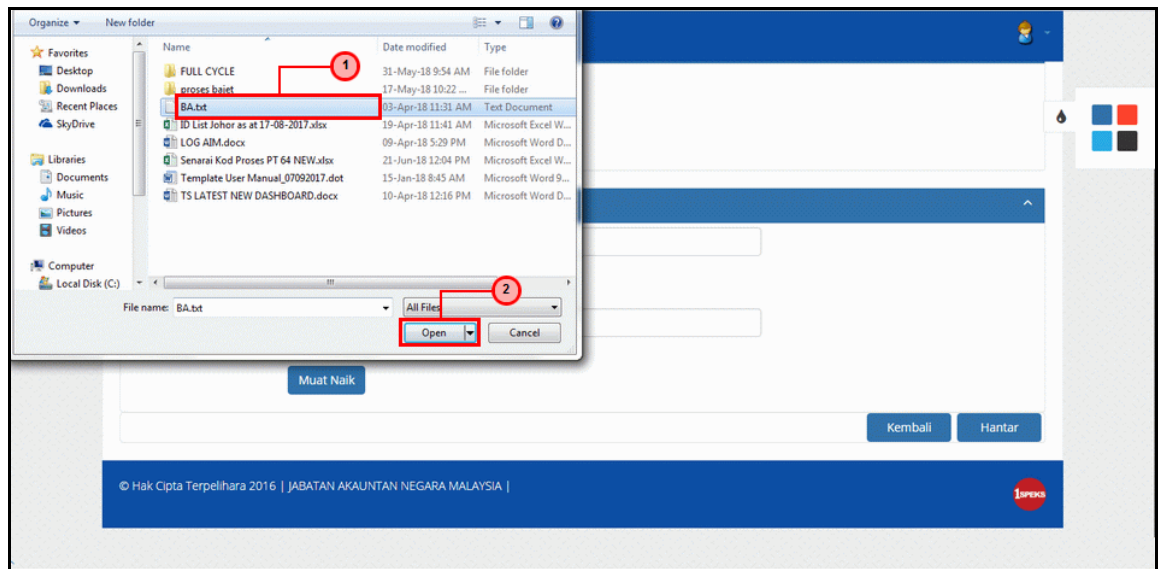 Organize New folder
Favorites
Desktop
Downloads
Recent Places
SkyDrive
Libraries
Documents
Music
Pictures
Videos
Computer
Local Disk (C:)
Name Date modified Type
FULL CYCLE 31-May-18 9:54 AM File folder
proses bajet 17-May-18 10:22 ... File folder
BA.txt 03-Apr-18 11:31 AM Text Document
ID List Johor as at 17-08-2017.xlsx 19-Apr-18 11:41 AM Microsoft Excel W...
LOG AIM.docx 09-Apr-18 5:29 PM Microsoft Word D...
Senarai Kod Proses PT 64 NEW.xlsx 21-Jun-18 12:04 PM Microsoft Excel W...
Template User Manual_07092017.dot 15-Jan-18 8:45 AM Microsoft Word 9...
TS LATEST NEW DASHBOARD.docx 10-Apr-18 12:16 PM Microsoft Word D...
1
2
File name: BA.txt All Files
Open Cancel
Muat Naik
Kembali Hantar
© Hak Cipta Terpelihara 2016 | JABATAN AKAUNTAN NEGARA MALAYSIA |
1SPEKS